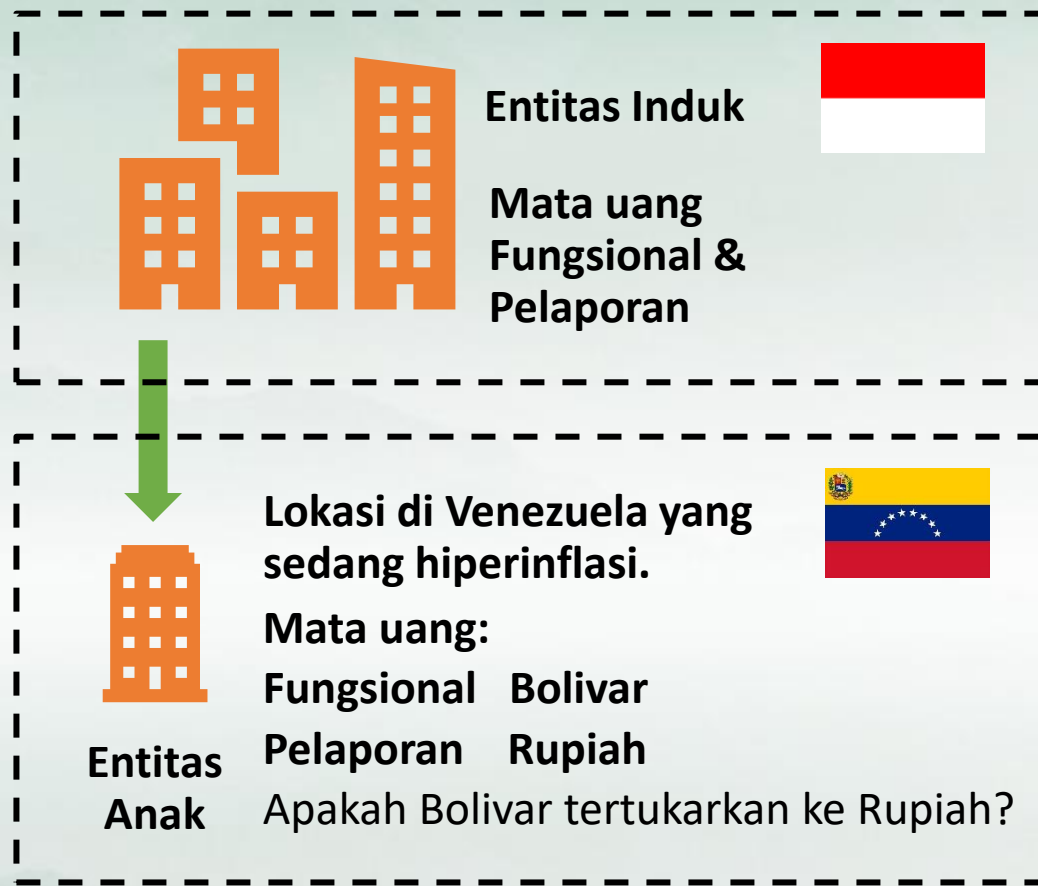 Entitas Induk
Mata uang
Fungsional &
Pelaporan
Lokasi di Venezuela yang
sedang hiperinflasi.
Mata uang:
Fungsional Bolivar
Pelaporan Rupiah
Apakah Bolivar tertukarkan ke Rupiah?
Entitas
Anak